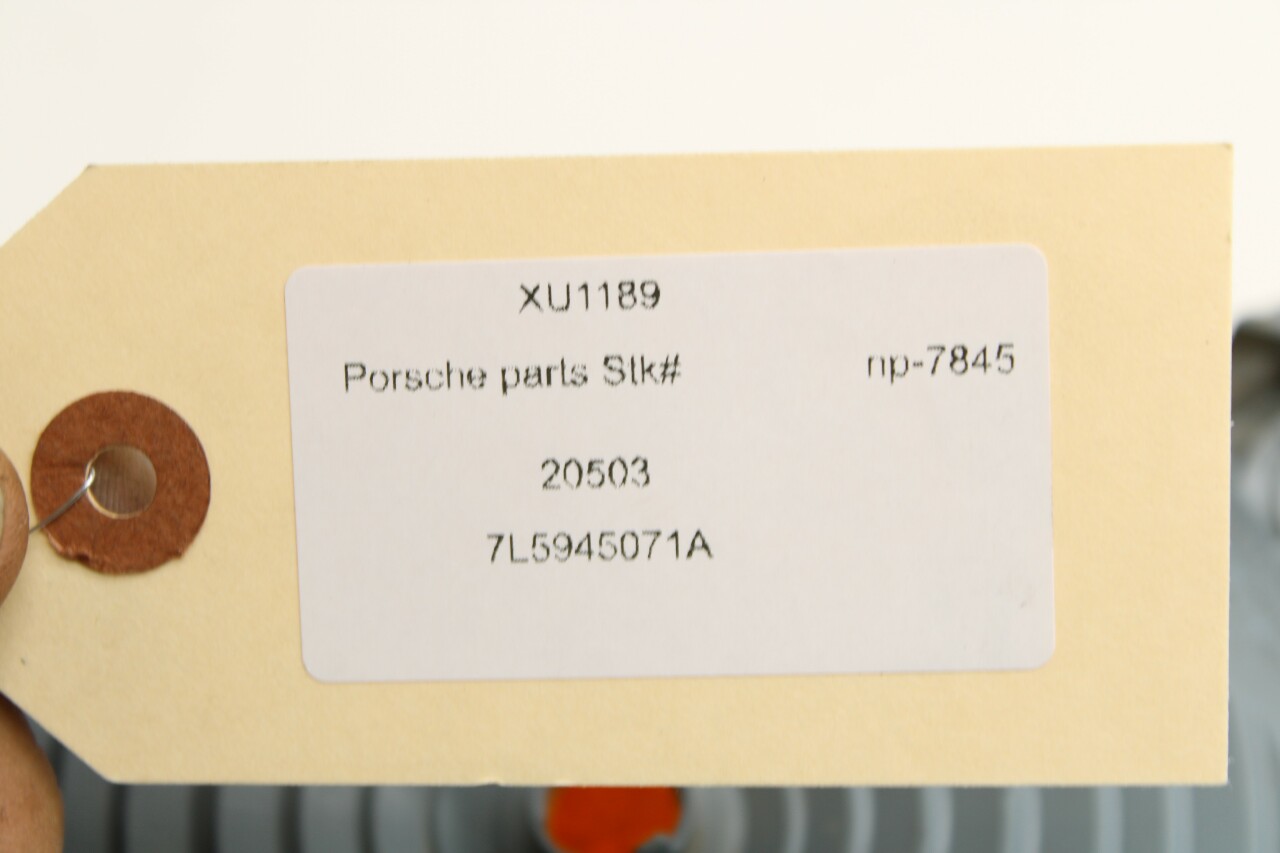 XU1189
Porsche parts Stk# np-7845
20503
7L5945071A